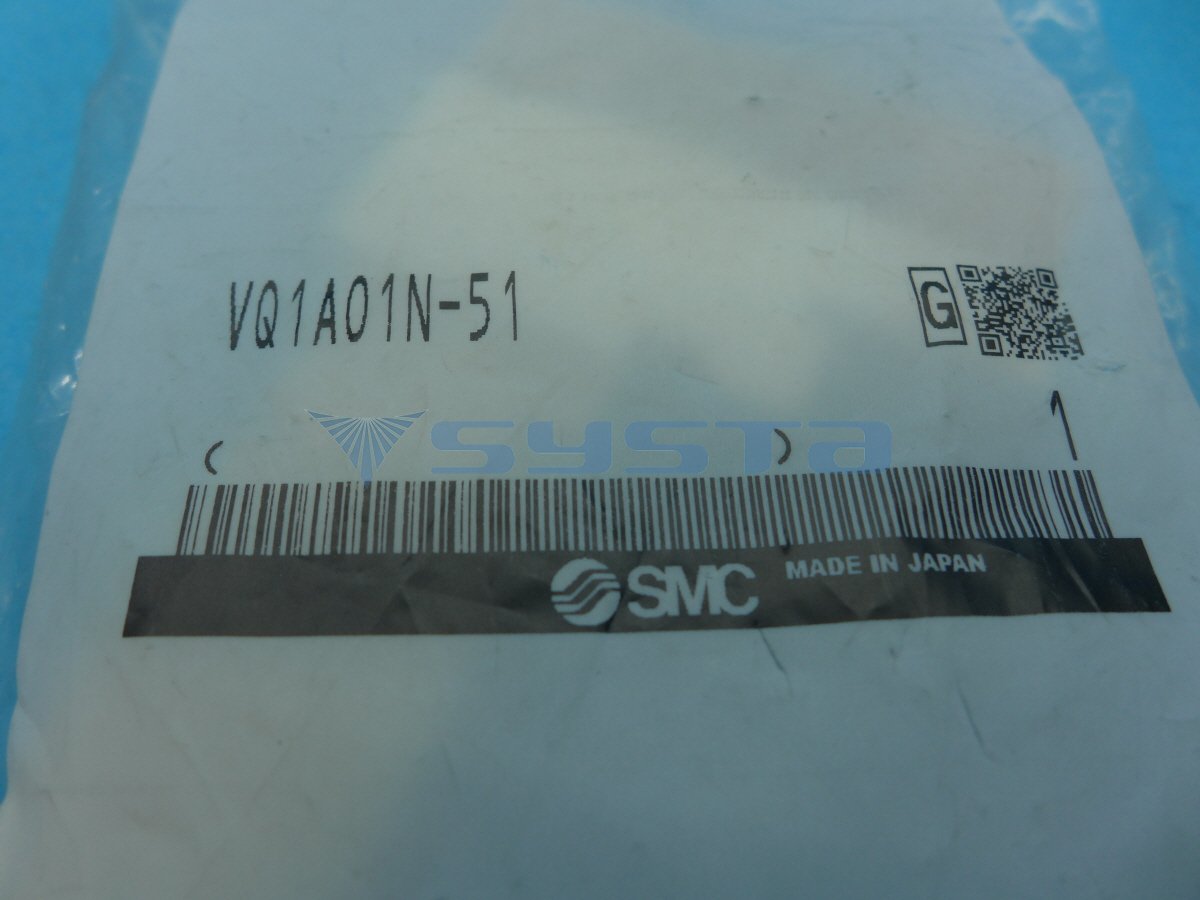 VQ1A01N-51
G
1
( )
SYSTA
SMC MADE IN JAPAN